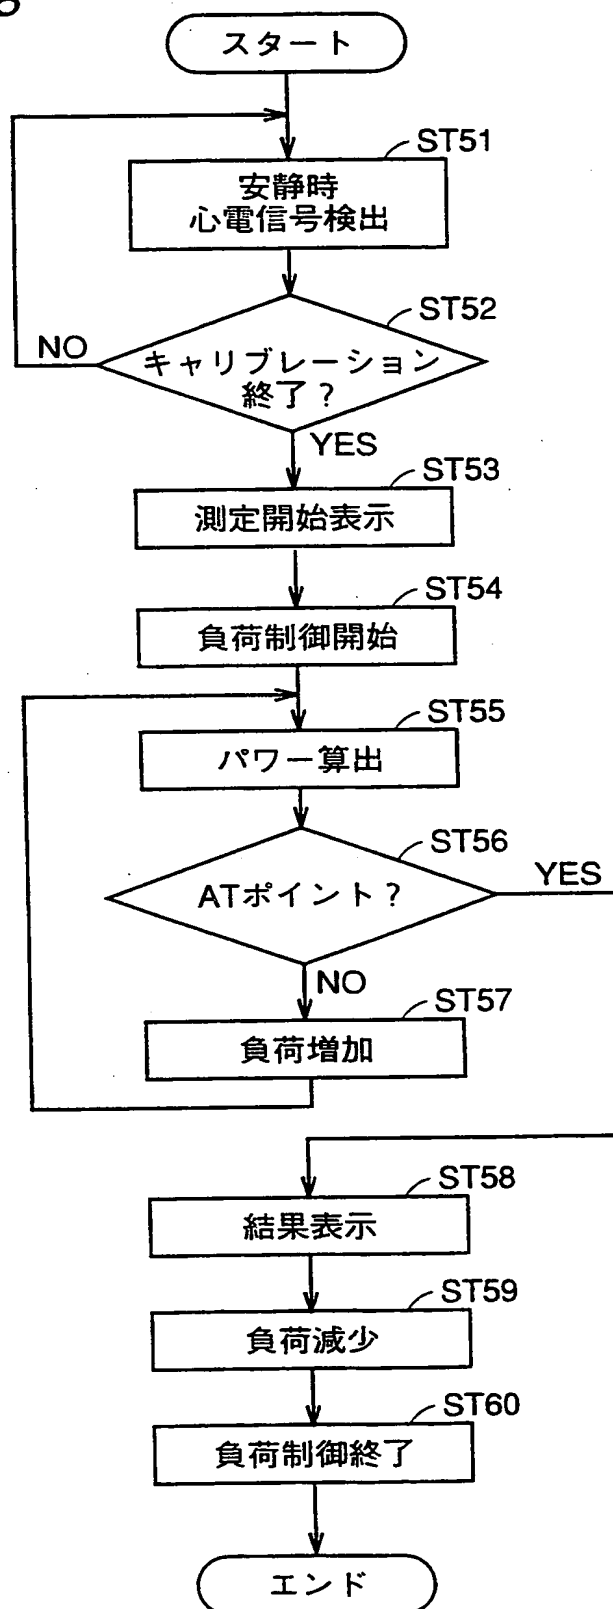 スタート
ST51
安静時
心電信号検出
ST52
NO
キャリブレーション
終了?
YES
ST53
測定開始表示
ST54
負荷制御開始
ST55
パワー算出
ST56
YES
ATポイント?
NO
ST57
負荷増加
ST58
結果表示
ST59
負荷減少
ST60
負荷制御終了
エンド